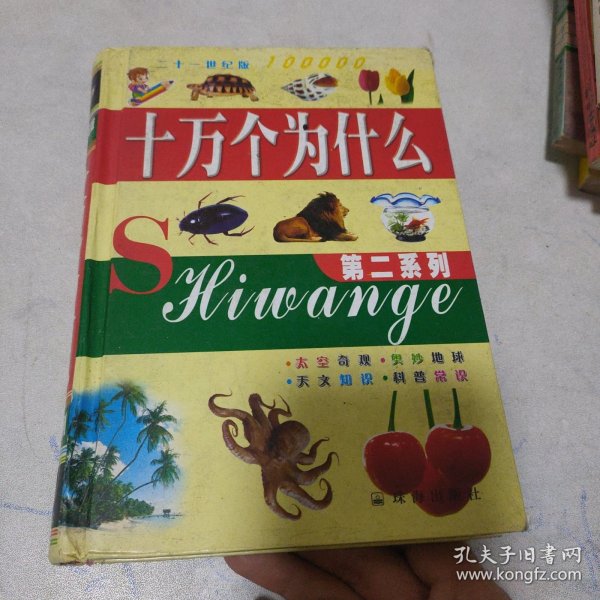 二十一世纪版 100000
十万个为什么
第二系列
SHiwange
·太空奇观 ·奥妙地球
·天文知识 ·科普常识
珠海出版社
孔夫子旧书网
www.kongfz.com